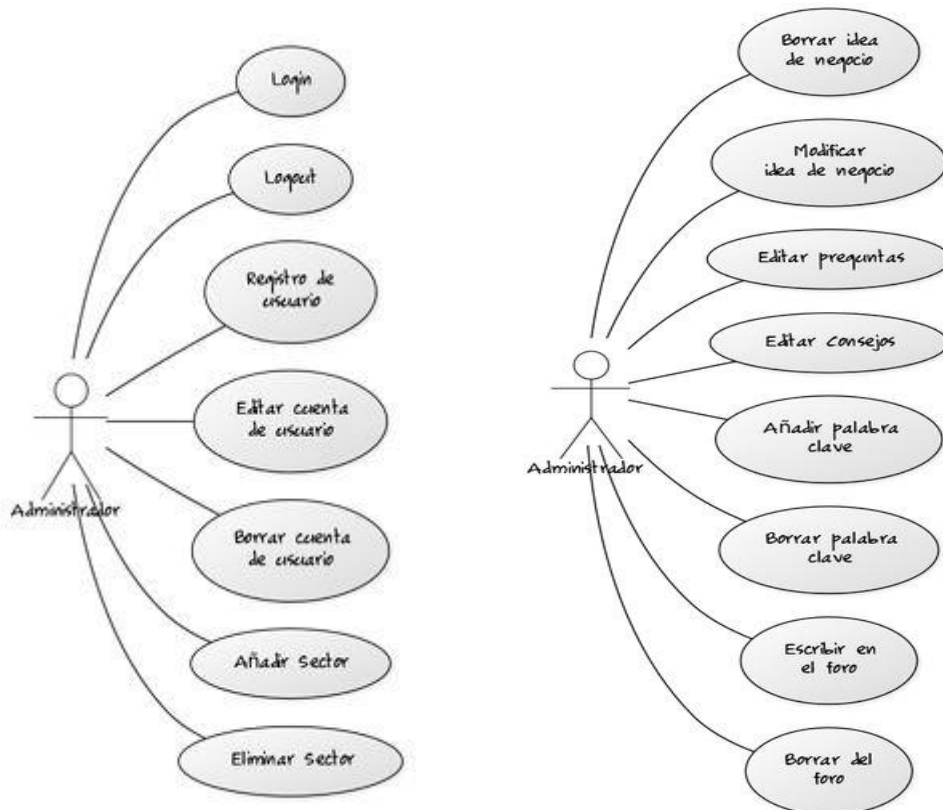 Login
Logout
Registro de
usuario
Editar cuenta
de usuario
Administrador
Borrar cuenta
de usuario
Añadir Sector
Eliminar Sector
Borrar idea
de negocio
Modificar
idea de negocio
Editar preguntas
Editar Consejos
Añadir palabra
clave
Administrador
Borrar palabra
clave
Escribir en
el foro
Borrar del
foro